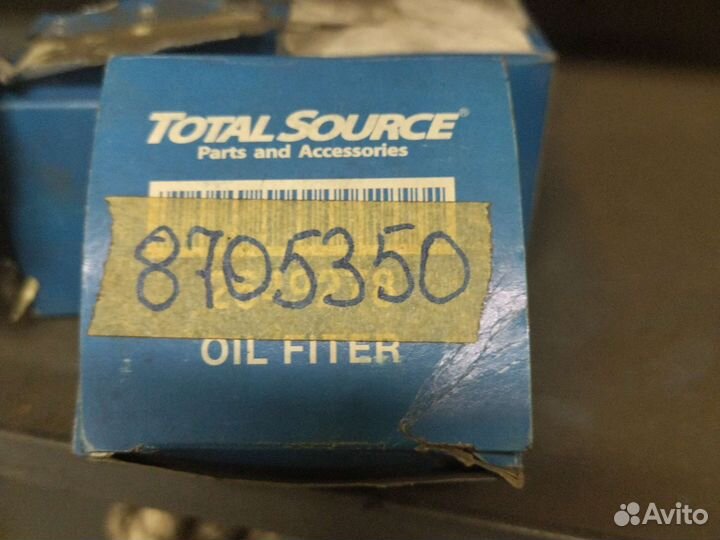 TOTAL SOURCE®
Parts and Accessories
8705350
OIL FITER
Avito